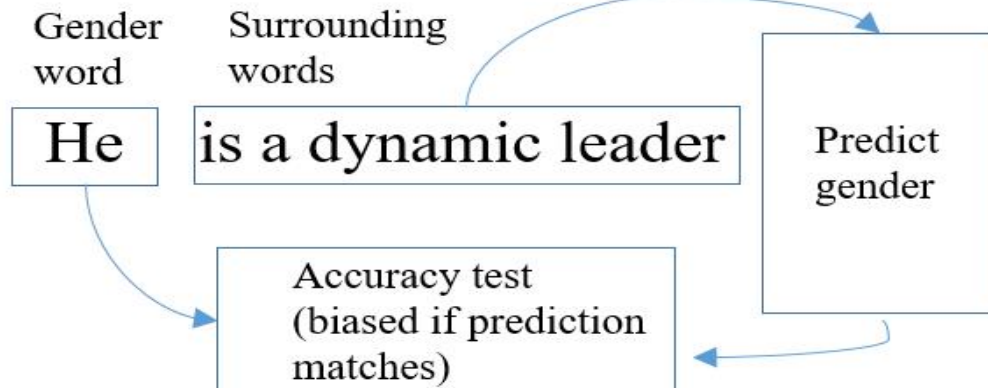 Gender
word
Surrounding
words
He
is a dynamic leader
Predict
gender
Accuracy test
(biased if prediction
matches)